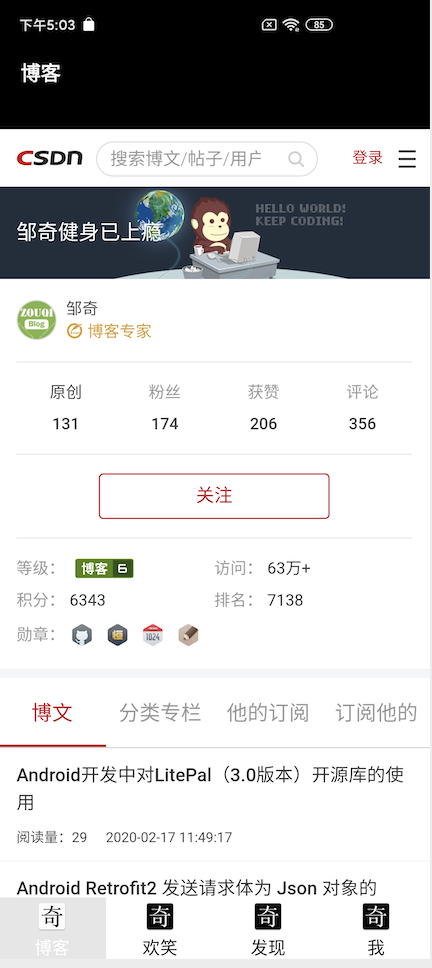 下午5:03
85
博客
CSDN
搜索博文/帖子/用户
登录
HELLO WORLD!
KEEP CODING!
邹奇健身已上瘾
ZOUQI
Blog
邹奇
博客专家
原创 粉丝 获赞 评论
131 174 206 356
关注
等级： 博客 6 访问： 63万+
积分： 6343 排名： 7138
勋章： 1024
博文 分类专栏 他的订阅 订阅他的
Android开发中对LitePal（3.0版本）开源库的使
用
阅读量：29 2020-02-17 11:49:17
Android Retrofit2 发送请求体为 Json 对象的
奇 奇 奇 奇
博客 欢笑 发现 我